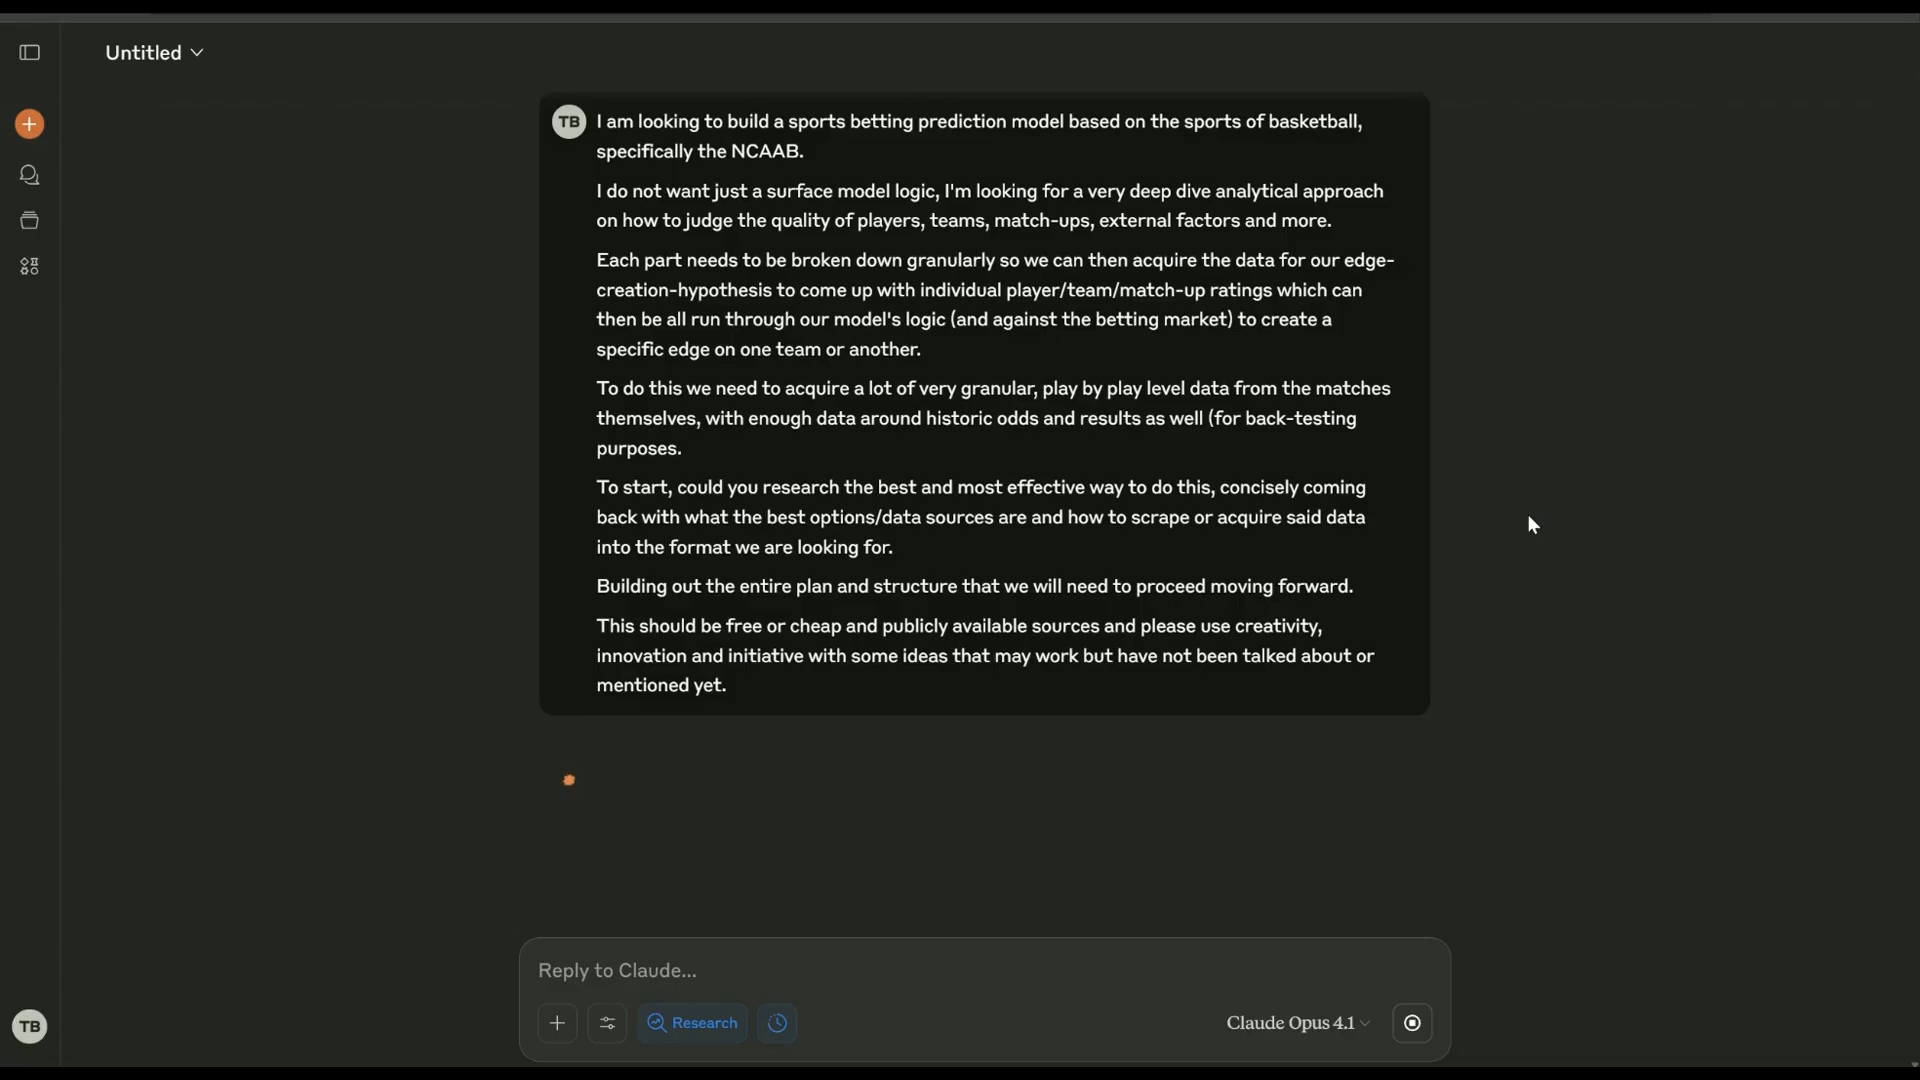 Untitled
TB
I am looking to build a sports betting prediction model based on the sports of basketball,
specifically the NCAAB.
I do not want just a surface model logic, I'm looking for a very deep dive analytical approach
on how to judge the quality of players, teams, match-ups, external factors and more.
Each part needs to be broken down granularly so we can then acquire the data for our edge-
creation-hypothesis to come up with individual player/team/match-up ratings which can
then be all run through our model's logic (and against the betting market) to create a
specific edge on one team or another.
To do this we need to acquire a lot of very granular, play by play level data from the matches
themselves, with enough data around historic odds and results as well (for back-testing
purposes.
To start, could you research the best and most effective way to do this, concisely coming
back with what the best options/data sources are and how to scrape or acquire said data
into the format we are looking for.
Building out the entire plan and structure that we will need to proceed moving forward.
This should be free or cheap and publicly available sources and please use creativity,
innovation and initiative with some ideas that may work but have not been talked about or
mentioned yet.
Reply to Claude...
Research
Claude Opus 4.1
TB